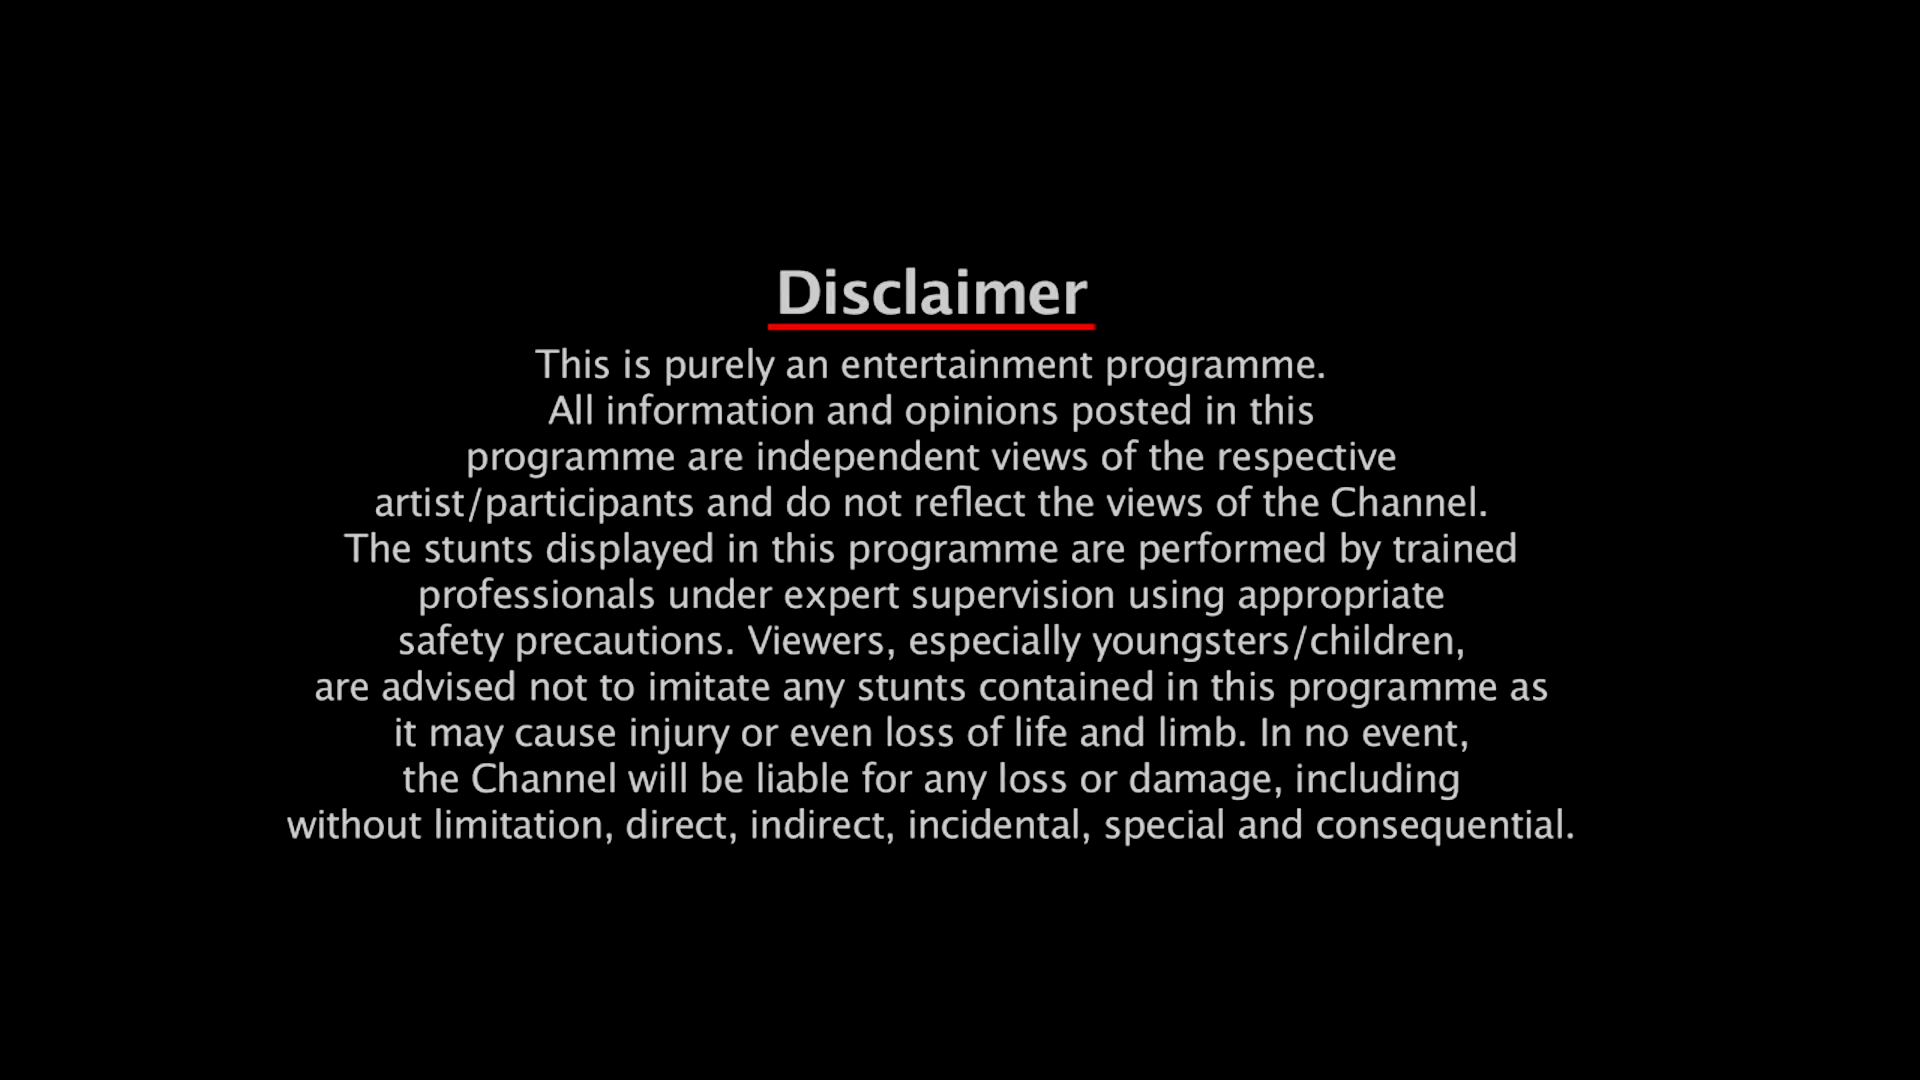 Disclaimer
This is purely an entertainment programme.
All information and opinions posted in this
programme are independent views of the respective
artist/participants and do not reflect the views of the Channel.
The stunts displayed in this programme are performed by trained
professionals under expert supervision using appropriate
safety precautions. Viewers, especially youngsters/children,
are advised not to imitate any stunts contained in this programme as
it may cause injury or even loss of life and limb. In no event,
the Channel will be liable for any loss or damage, including
without limitation, direct, indirect, incidental, special and consequential.